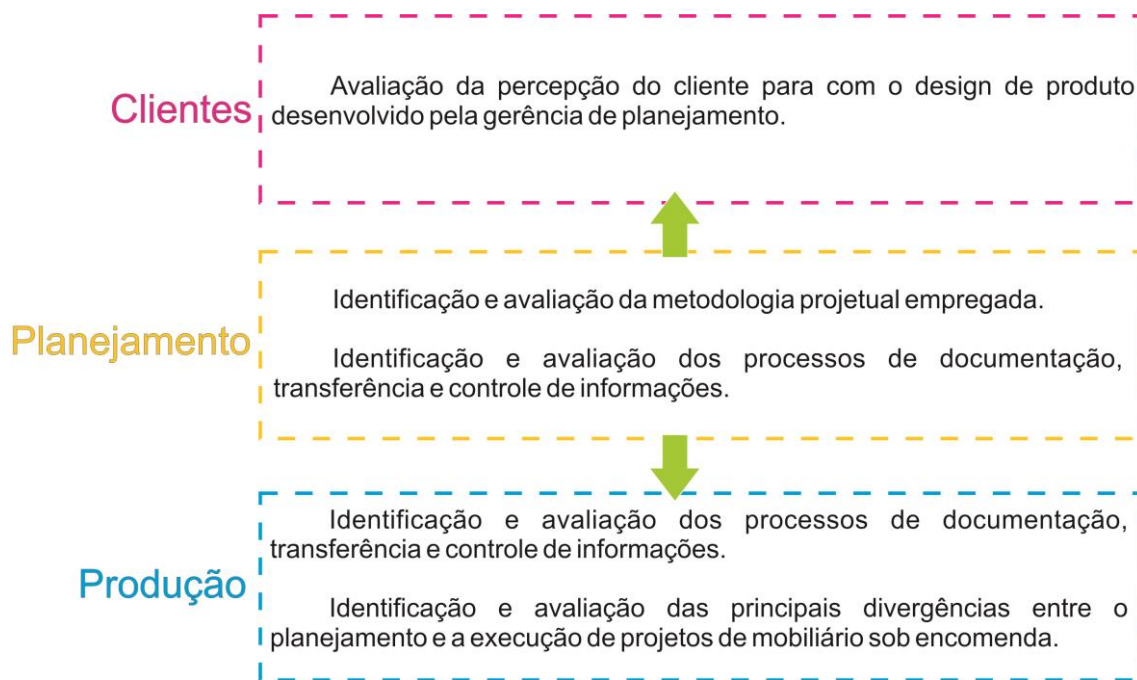 Clientes
Avaliação da percepção do cliente para com o design de produto
desenvolvido pela gerência de planejamento.
Planejamento
Identificação e avaliação da metodologia projetual empregada.
Identificação e avaliação dos processos de documentação,
transferência e controle de informações.
Produção
Identificação e avaliação dos processos de documentação,
transferência e controle de informações.
Identificação e avaliação das principais divergências entre o
planejamento e a execução de projetos de mobiliário sob encomenda.